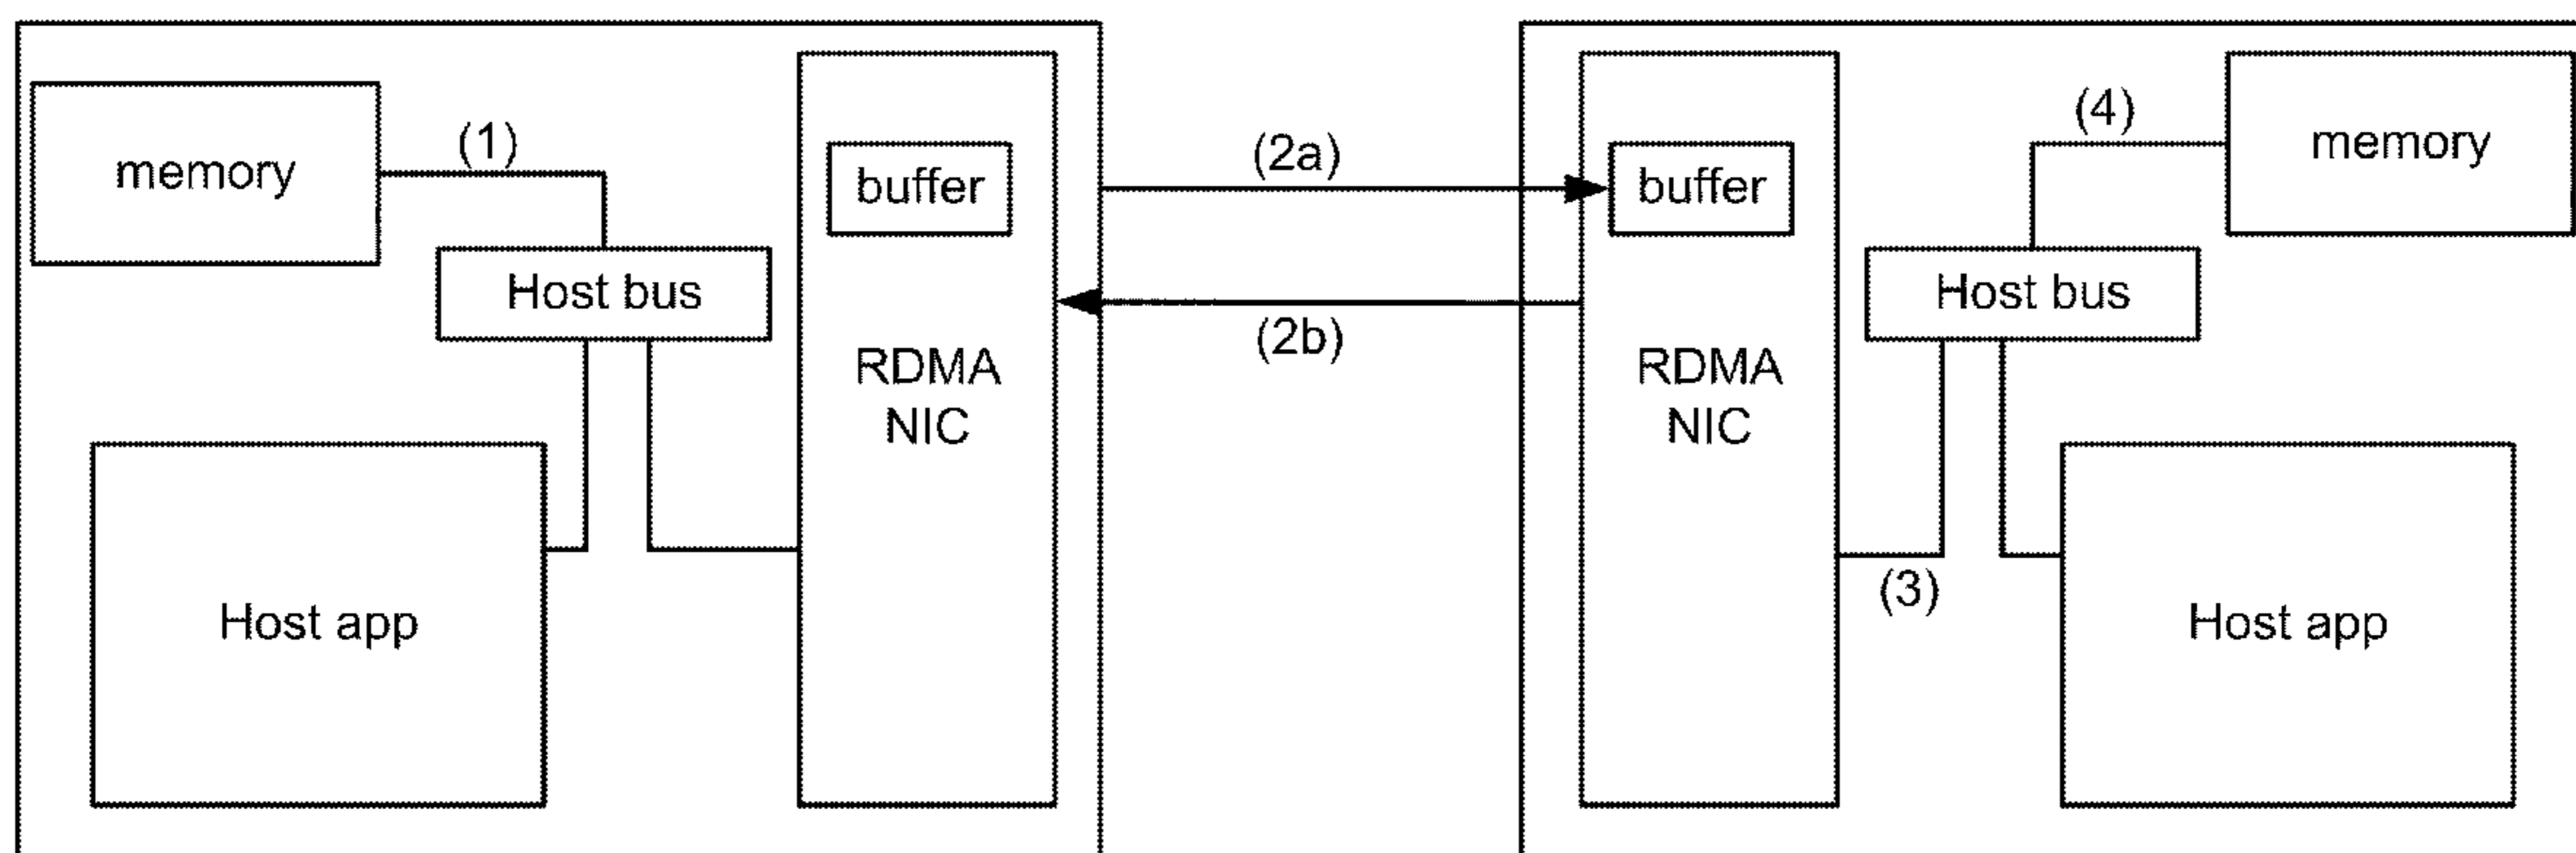 memory
(1)
buffer
Host bus
RDMA
NIC
Host app
(2a)
(2b)
buffer
RDMA
NIC
(4)
memory
Host bus
(3)
Host app